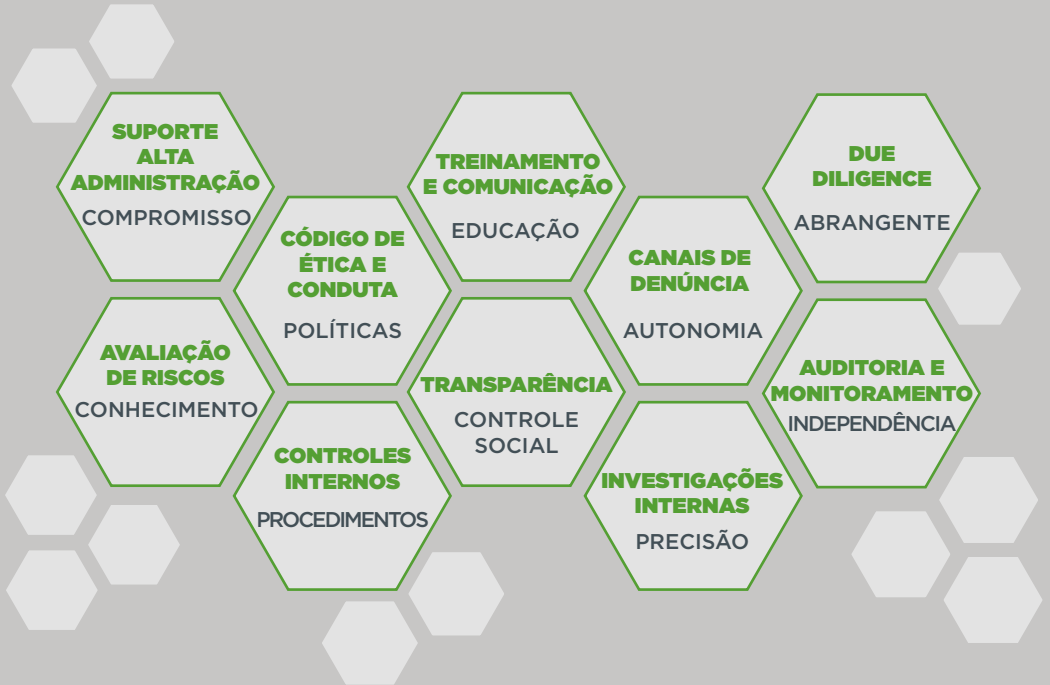 SUPORTE
ALTA
ADMINISTRAÇÃO
COMPROMISSO
CÓDIGO DE
ÉTICA E
CONDUTA
POLÍTICAS
TREINAMENTO
E COMUNICAÇÃO
EDUCAÇÃO
CANAIS DE
DENÚNCIA
AUTONOMIA
DUE
DILIGENCE
ABRANGENTE
AVALIAÇÃO
DE RISCOS
CONHECIMENTO
CONTROLES
INTERNOS
PROCEDIMENTOS
TRANSPARÊNCIA
CONTROLE
SOCIAL
INVESTIGAÇÕES
INTERNAS
PRECISÃO
AUDITORIA E
MONITORAMENTO
INDEPENDÊNCIA